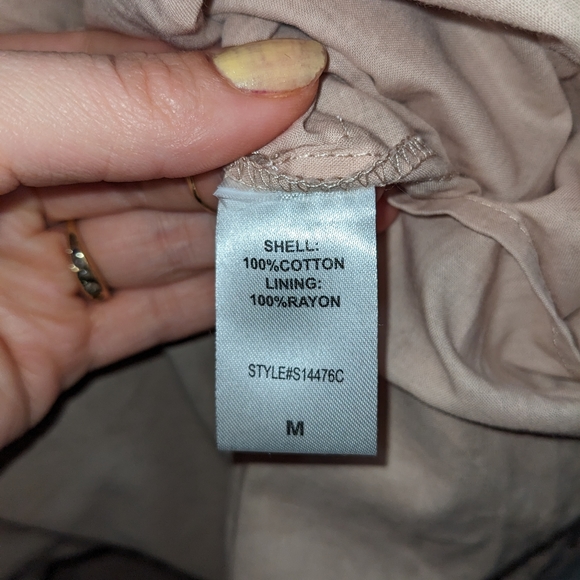 SHELL:
100%COTTON
LINING:
100%RAYON
STYLE#S14476C
M